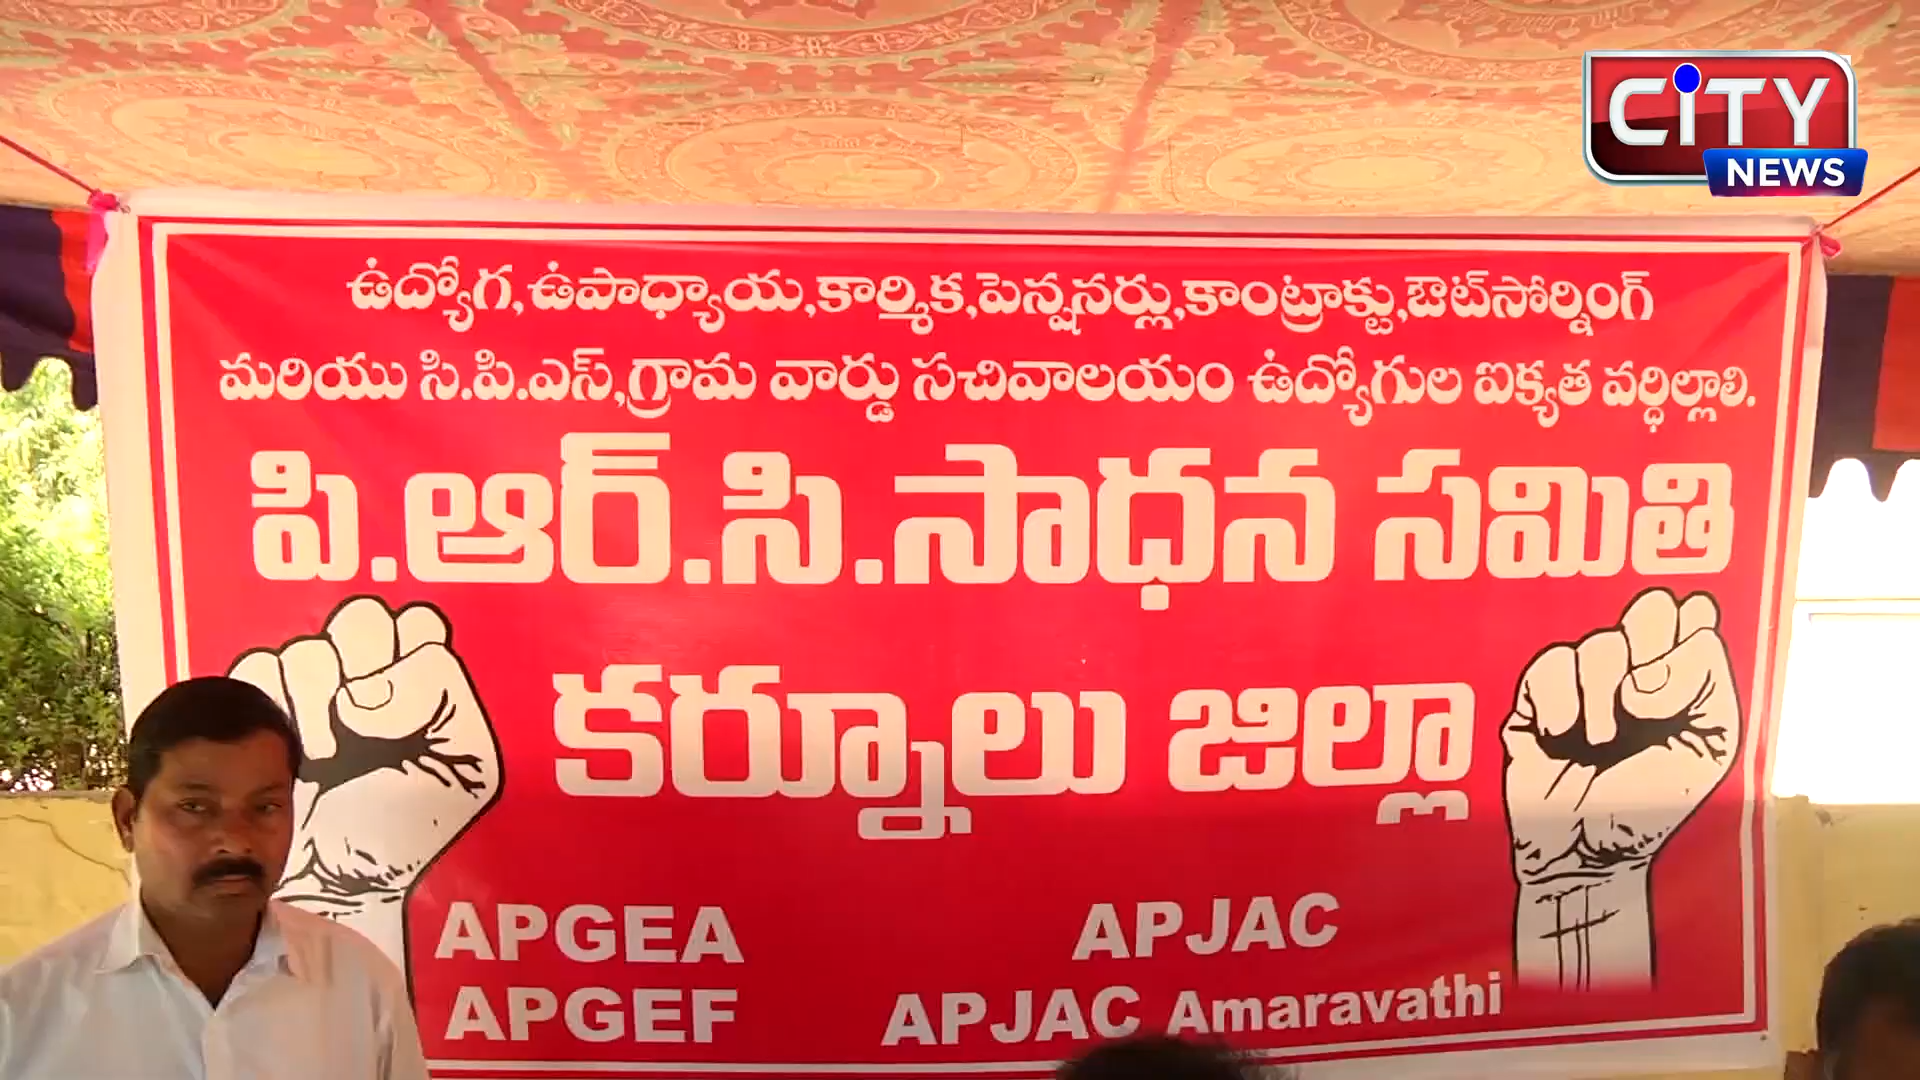 CiTY
NEWS
ఉద్యోగ,ఉపాధ్యాయ,కార్మిక,పెన్షనర్లు,కాంట్రాక్టు,ఔట్‌సోర్నింగ్
మరియు సి.పి.ఎస్,గ్రామ వార్డు సచివాలయం ఉద్యోగుల ఐక్యత వర్ధిల్లాలి.
పి.ఆర్.సి.సాధన సమితి
కర్నూలు జిల్లా
APGEA APJAC
APGEF APJAC Amaravathi